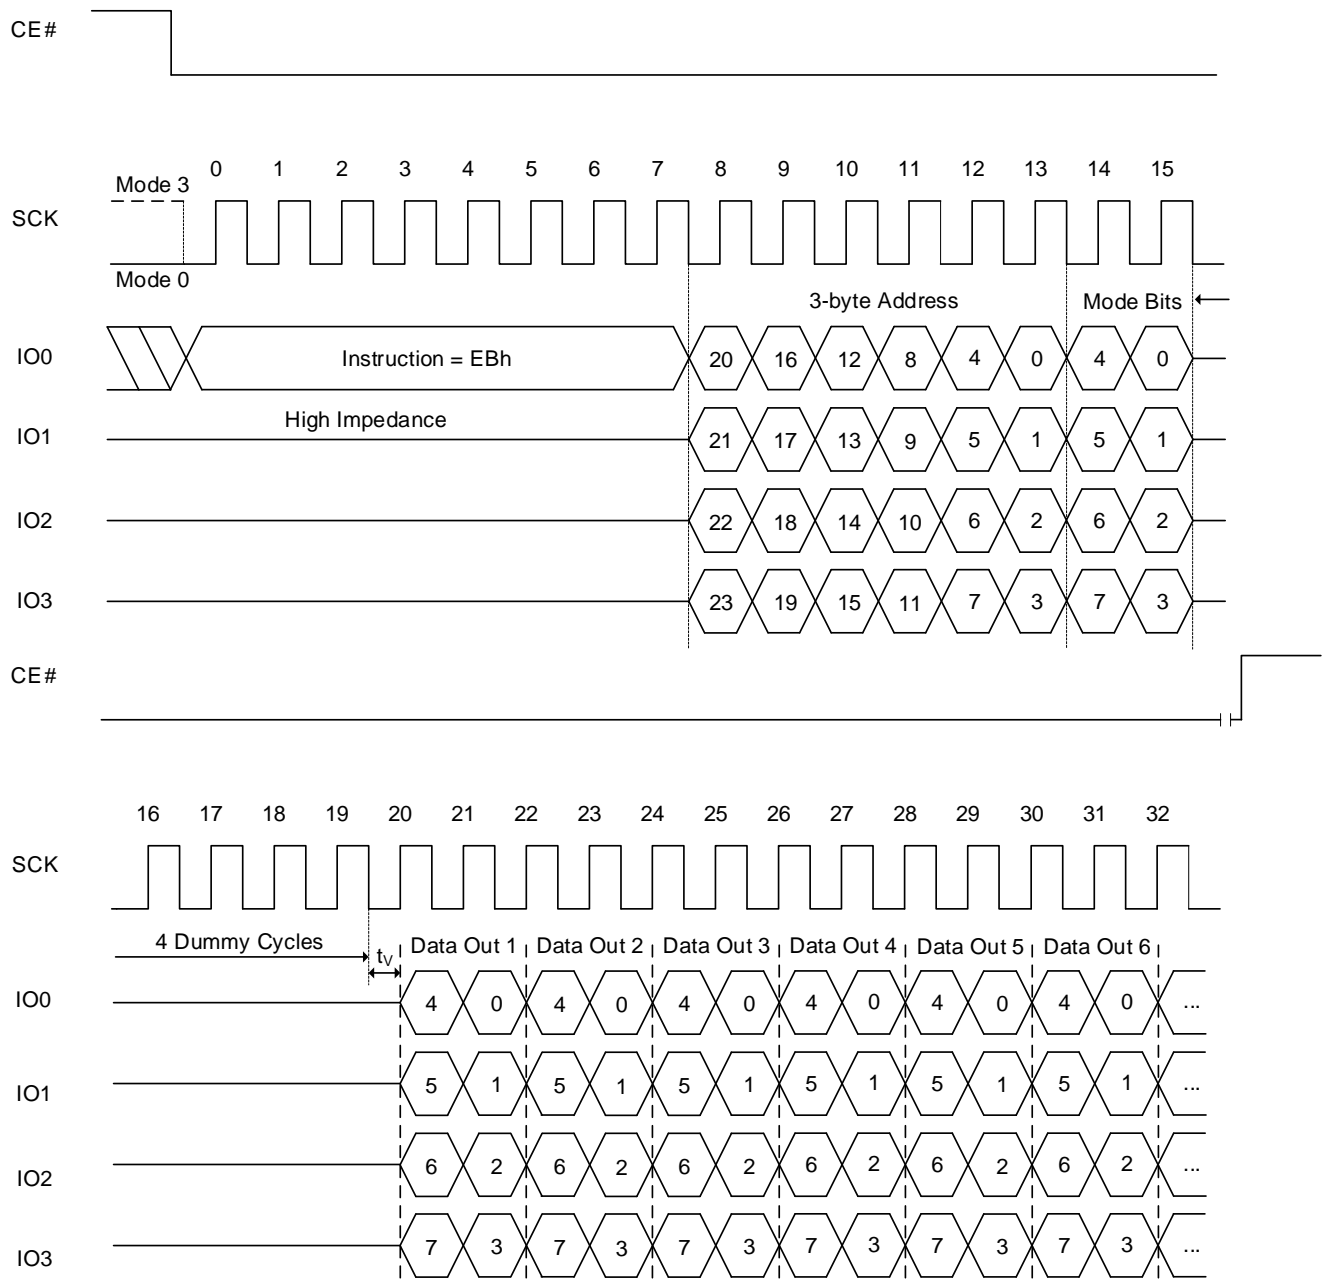 CE#
0 1 2 3 4 5 6 7 8 9 10 11 12 13 14 15
Mode 3
SCK
Mode 0
3-byte Address Mode Bits
IO0 Instruction = EBh 20 16 12 8 4 0 4 0
High Impedance
IO1 21 17 13 9 5 1 5 1
IO2 22 18 14 10 6 2 6 2
IO3 23 19 15 11 7 3 7 3
CE#
16 17 18 19 20 21 22 23 24 25 26 27 28 29 30 31 32
SCK
4 Dummy Cycles tV Data Out 1 Data Out 2 Data Out 3 Data Out 4 Data Out 5 Data Out 6
IO0 4 0 4 0 4 0 4 0 4 0 4 0 ...
IO1 5 1 5 1 5 1 5 1 5 1 5 1 ...
IO2 6 2 6 2 6 2 6 2 6 2 6 2 ...
IO3 7 3 7 3 7 3 7 3 7 3 7 3 ...